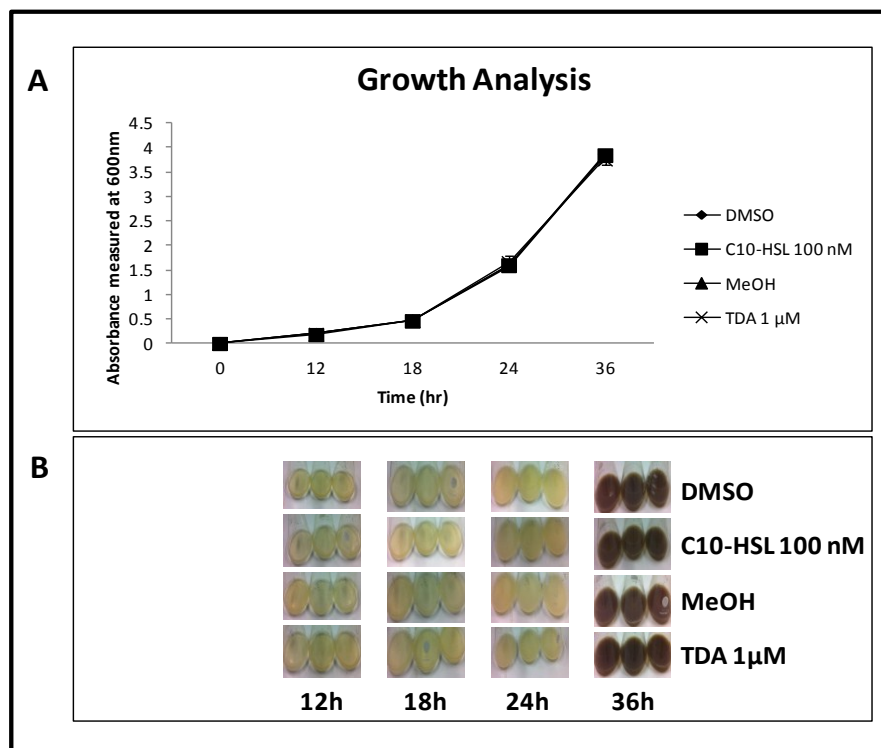 A
Growth Analysis
Absorbance measured at 600nm
4.5
4
3.5
3
2.5
2
1.5
1
0.5
0
0 12 18 24 36
Time (hr)
DMSO
C10-HSL 100 nM
MeOH
TDA 1 µM
B
DMSO
C10-HSL 100 nM
MeOH
TDA 1µM
12h 18h 24h 36h